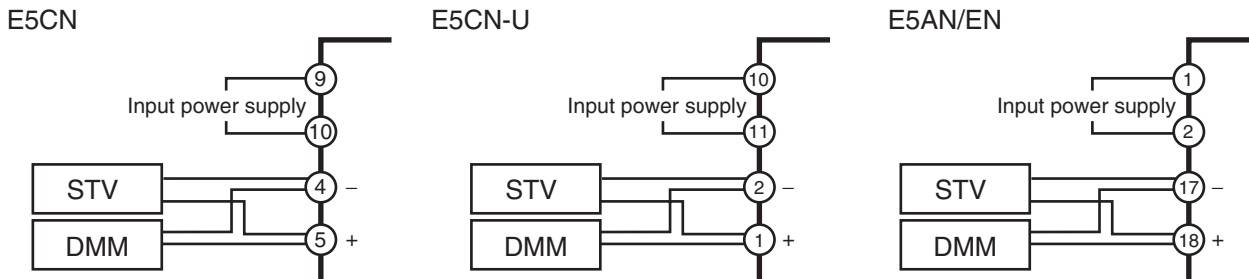 E5CN
9
Input power supply
10
STV
4 –
DMM
5 +
E5CN-U
10
Input power supply
11
STV
2 –
DMM
1 +
E5AN/EN
1
Input power supply
2
STV
17 –
DMM
18 +